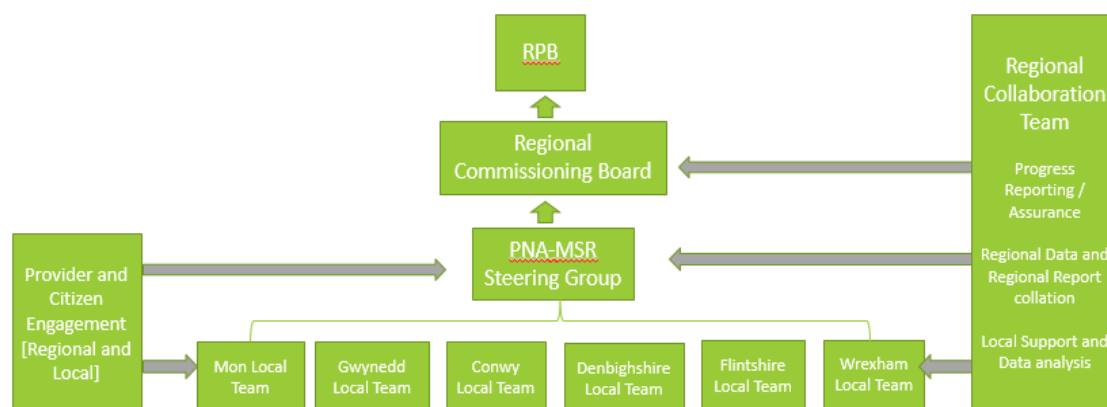 RPB
Regional
Commissioning Board
PNA-MSR
Steering Group
Provider and
Citizen
Engagement
[Regional and
Local]
Mon Local
Team
Gwynedd
Local Team
Conwy
Local Team
Denbighshire
Local Team
Flintshire
Local Team
Wrexham
Local Team
Regional
Collaboration
Team
Progress
Reporting /
Assurance
Regional Data and
Regional Report
collation
Local Support and
Data analysis